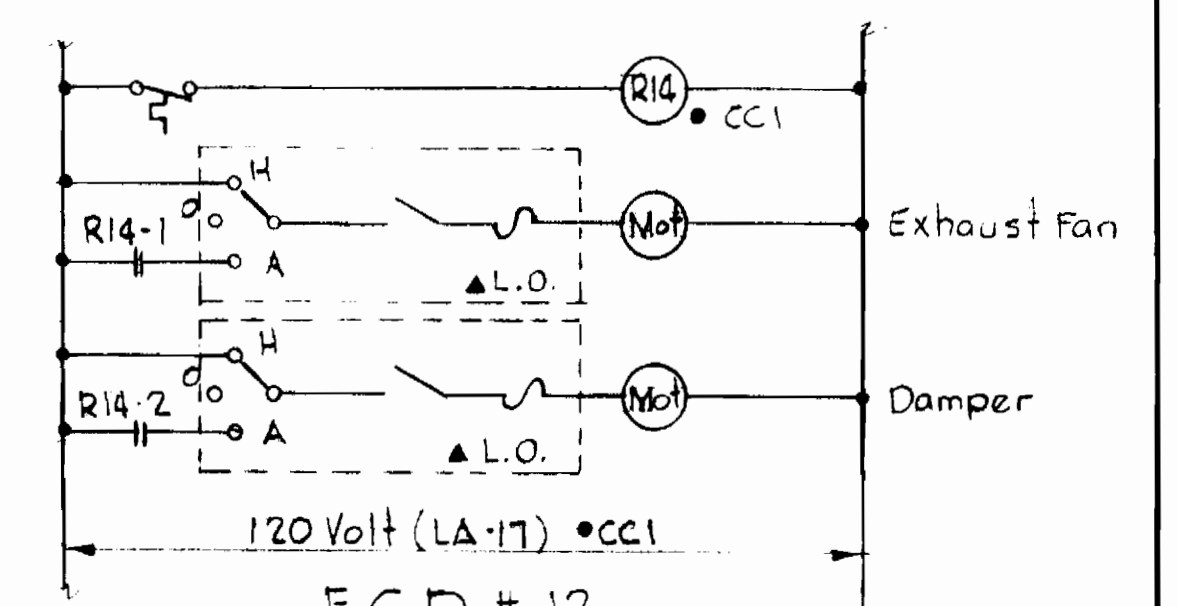 R14
• CC1
H
O
R14-1
A
▲ L.O.
Mot
Exhaust Fan
H
O
R14-2
A
▲ L.O.
Mot
Damper
120 Volt (LA-17) • CC1